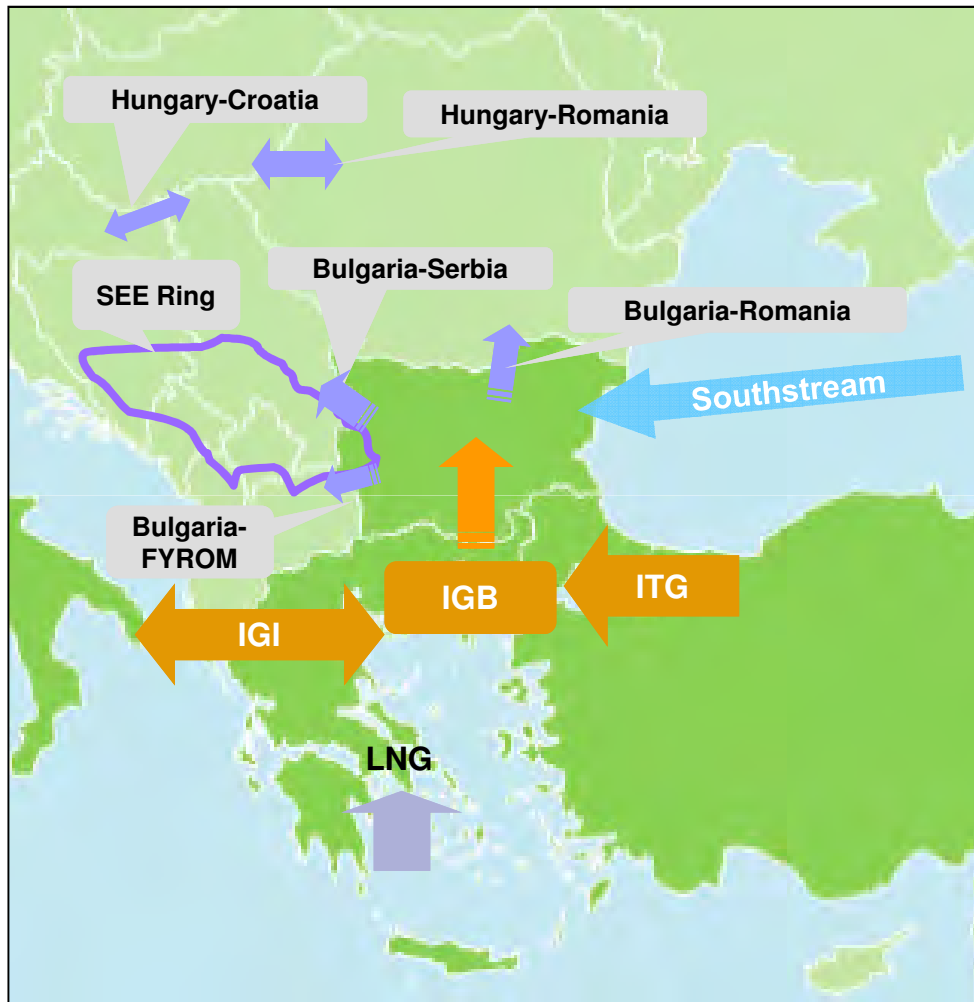 Hungary-Croatia
Hungary-Romania
Bulgaria-Serbia
SEE Ring
Bulgaria-Romania
Southstream
Bulgaria-
FYROM
IGB
ITG
IGI
LNG